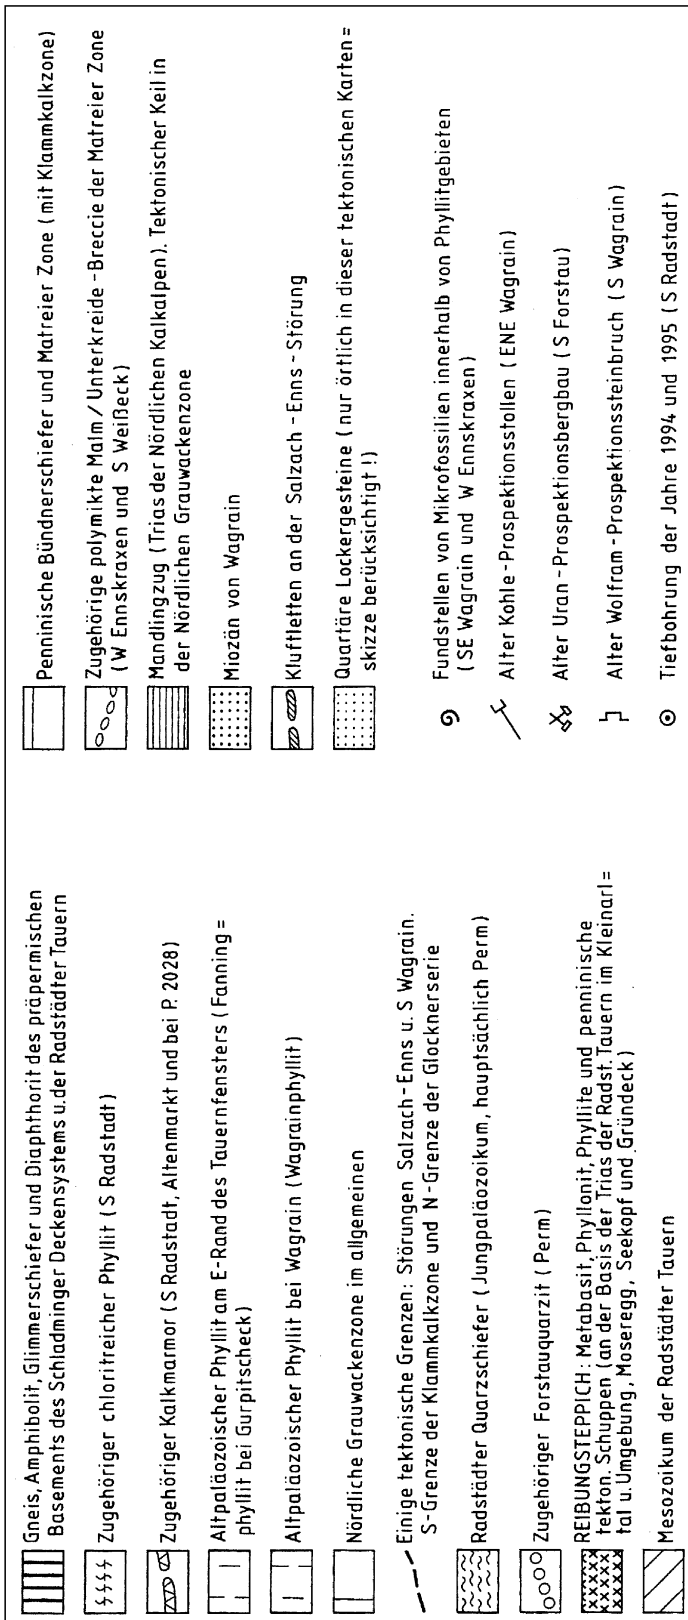 Gneis, Amphibolit, Glimmerschiefer und Diaphthorit des präpermischen
Basements des Schladminger Deckensystems u.der Radstädter Tauern
Zugehöriger chloritreicher Phyllit (S Radstadt)
Zugehöriger Kalkmarmor (S Radstadt, Altenmarkt und bei P. 2028)
Altpaläozoischer Phyllit am E-Rand des Tauernfensters (Fanning=
phyllit bei Gurpitscheck)
Altpaläozoischer Phyllit bei Wagrain (Wagrainphyllit)
Nördliche Grauwackenzone im allgemeinen
Einige tektonische Grenzen: Störungen Salzach-Enns u. S Wagrain.
S-Grenze der Klammkalkzone und N-Grenze der Glocknerserie
Radstädter Quarzschiefer (Jungpaläozoikum, hauptsächlich Perm)
Zugehöriger Forstauquarzit (Perm)
REIBUNGSTEPPICH: Metabasit, Phyllonit, Phyllite und penninische
tekton. Schuppen (an der Basis der Trias der Radst. Tauern im Kleinarl=
tal u. Umgebung, Moseregg, Seekopf und Gründeck)
Mesozoikum der Radstädter Tauern
Penninische Bündnerschiefer und Matreier Zone (mit Klammkalkzone)
Zugehörige polymikte Malm/Unterkreide-Breccie der Matreier Zone
(W Ennskraxen und S Weißeck)
Mandlingzug (Trias der Nördlichen Kalkalpen). Tektonischer Keil in
der Nördlichen Grauwackenzone
Miozän von Wagrain
Kluftletten an der Salzach-Enns-Störung
Quartäre Lockergesteine (nur örtlich in dieser tektonischen Karten=
skizze berücksichtigt!)
Fundstellen von Mikrofossilien innerhalb von Phyllitgebieten
(SE Wagrain und W Ennskraxen)
Alter Kohle-Prospektionsstollen (ENE Wagrain)
Alter Uran-Prospektionsbergbau (S Forstau)
Alter Wolfram-Prospektionssteinbruch (S Wagrain)
Tiefbohrung der Jahre 1994 und 1995 (S Radstadt)